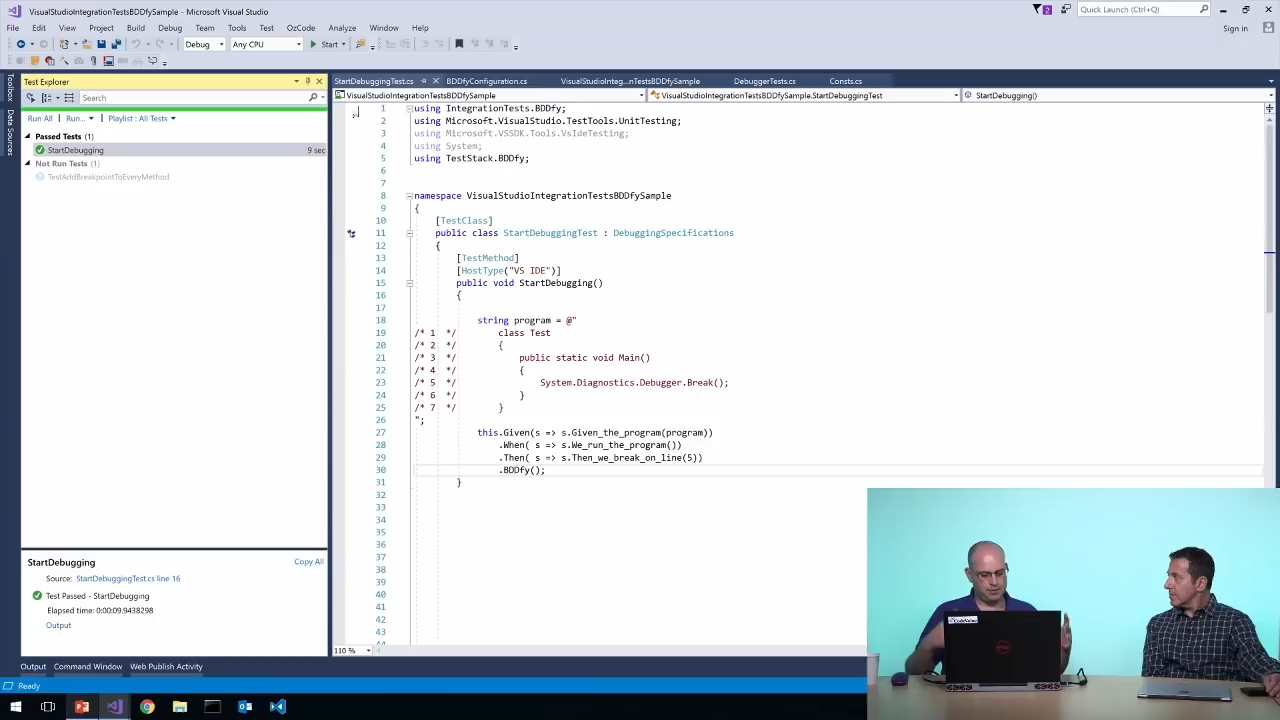 VisualStudioIntegrationTestsBDDfySample - Microsoft Visual Studio
2
Quick Launch (Ctrl+Q)
File Edit View Project Build Debug Team Tools Test OzCode Analyze Window Help
Sign in
Debug Any CPU Start
Test Explorer
StartDebuggingTest.cs BDDfyConfiguration.cs VisualStudioInteg...nTestsBDDfySample DebuggerTests.cs Consts.cs
VisualStudioIntegrationTestsBDDfySample VisualStudioIntegrationTestsBDDfySample.StartDebuggingTest StartDebugging()
Toolbox
Data Sources
Search
Run All Run... Playlist : All Tests
Passed Tests (1)
StartDebugging 9 sec
Not Run Tests (1)
TestAddBreakpointToEveryMethod
1 using IntegrationTests.BDDfy;
2 using Microsoft.VisualStudio.TestTools.UnitTesting;
3 using Microsoft.VSSDK.Tools.VsIdeTesting;
4 using System;
5 using TestStack.BDDfy;
6
7
8 namespace VisualStudioIntegrationTestsBDDfySample
9 {
10 [TestClass]
11 public class StartDebuggingTest : DebuggingSpecifications
12 {
13 [TestMethod]
14 [HostType("VS IDE")]
15 public void StartDebugging()
16 {
17
18 string program = @"
19 /* 1 */ class Test
20 /* 2 */ {
21 /* 3 */ public static void Main()
22 /* 4 */ {
23 /* 5 */ System.Diagnostics.Debugger.Break();
24 /* 6 */ }
25 /* 7 */ }
26 ";
27 this.Given(s => s.Given_the_program(program))
28 .When( s => s.We_run_the_program())
29 .Then( s => s.Then_we_break_on_line(5))
30 .BDDfy();
31 }
32
33
34
35
36
37
38
39
40
41
42
43
44
110 %
StartDebugging Copy All
Source: StartDebuggingTest.cs line 16
Test Passed - StartDebugging
Elapsed time: 0:00:09.9438298
Output
Output Command Window Web Publish Activity
Ready
CodeValue
DELL